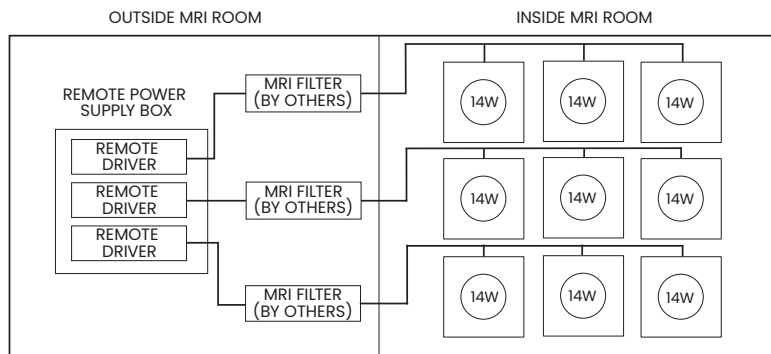 OUTSIDE MRI ROOM
INSIDE MRI ROOM
REMOTE POWER
SUPPLY BOX
REMOTE
DRIVER
REMOTE
DRIVER
REMOTE
DRIVER
MRI FILTER
(BY OTHERS)
MRI FILTER
(BY OTHERS)
MRI FILTER
(BY OTHERS)
14W
14W
14W
14W
14W
14W
14W
14W
14W